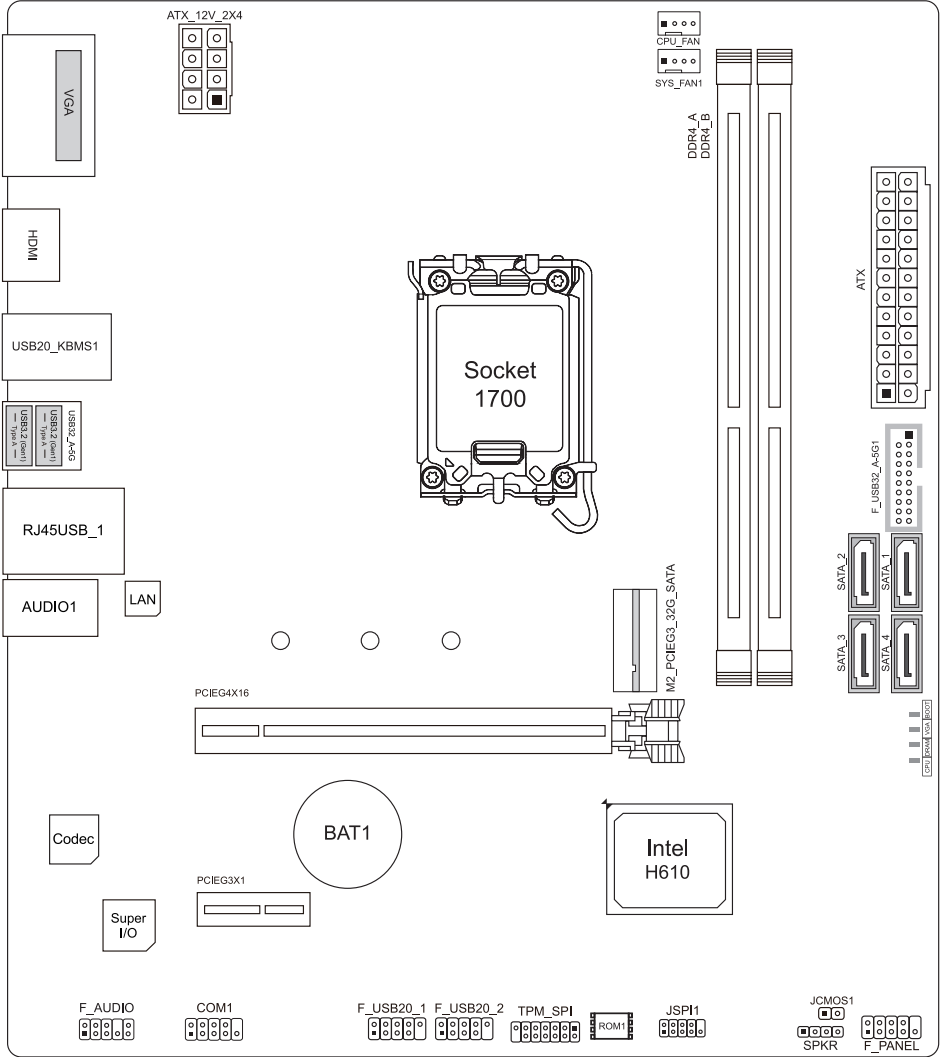 ATX_12V_2X4
CPU_FAN
SYS_FAN1
VGA
DDR4_A
DDR4_B
HDMI
ATX
USB20_KBMS1
Socket
1700
USB32_A-5G
USB3.2 (Gen1)
Type A
USB3.2 (Gen1)
Type A
F_USB32_A-5G1
RJ45USB_1
SATA_2
SATA_1
AUDIO1
LAN
M2_PCIEG3_32G_SATA
SATA_3
SATA_4
PCIEG4X16
CPU DRAM VGA BOOT
Codec
BAT1
Intel
H610
PCIEG3X1
Super
I/O
F_AUDIO
COM1
F_USB20_1
F_USB20_2
TPM_SPI
ROM1
JSPI1
JCMOS1
SPKR
F_PANEL